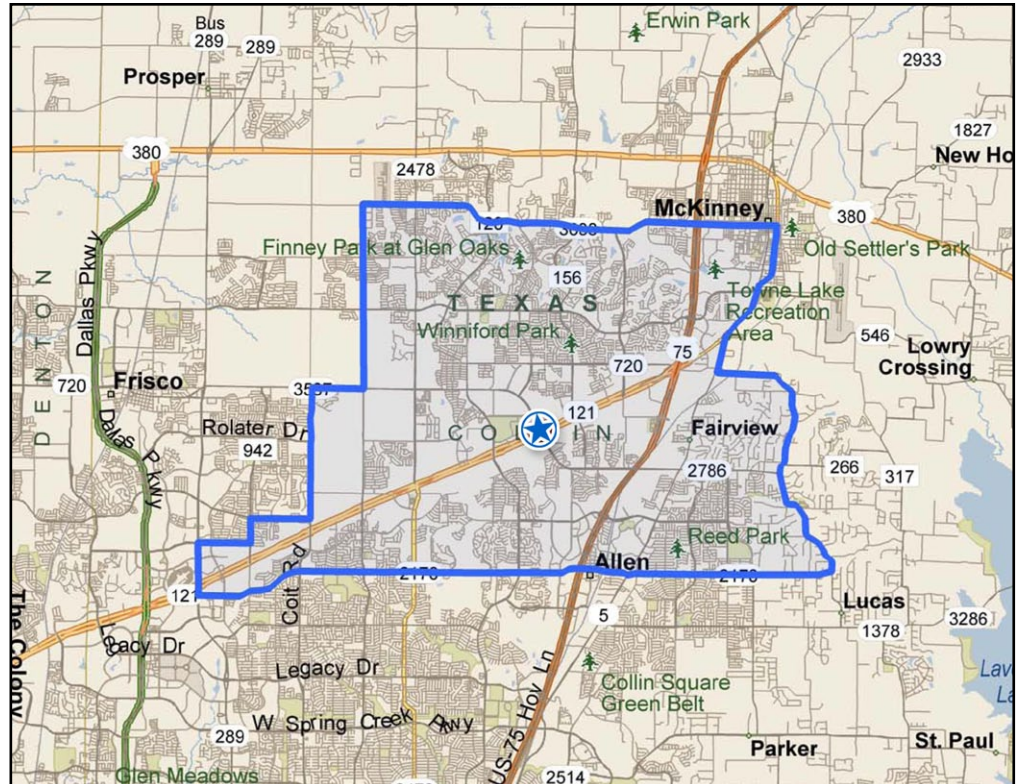 Erwin Park
Bus
289
289
2933
Prosper
1827
380
New Ho
2478
McKinney
380
Finney Park at Glen Oaks
Old Settler's Park
156
DENTON
Dallas Pkwy
TEXAS
Towne Lake
Recreation
Area
Winniford Park
546
75
720
Lowry
Crossing
720
Frisco
Dallas Pkwy
121
Rolater Dr
COLLIN
Fairview
942
2786
266
317
Reed Park
Allen
Coit Rd
2170
2170
121
The Colony
5
Lucas
3286
1378
Legacy Dr
Legacy Dr
US-75 Hov Ln
Collin Square
Green Belt
W Spring Creek Pkwy
289
Parker
St. Paul
Glen Meadows
2514